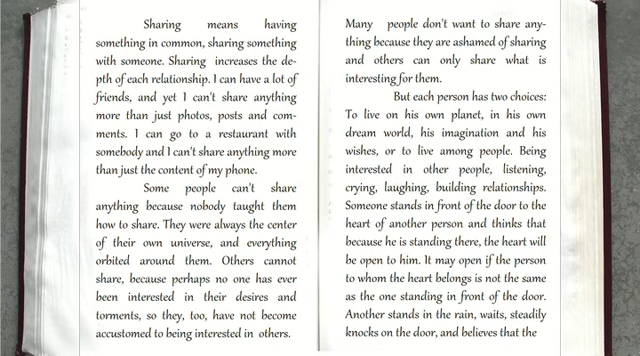 Sharing means having
something in common, sharing something
with someone. Sharing increases the de-
pth of each relationship. I can have a lot of
friends, and yet I can't share anything
more than just photos, posts and com-
ments. I can go to a restaurant with
somebody and I can't share anything more
than just the content of my phone.
Some people can't share
anything because nobody taught them
how to share. They were always the center
of their own universe, and everything
orbited around them. Others cannot
share, because perhaps no one has ever
been interested in their desires and
torments, so they, too, have not become
accustomed to being interested in others.
Many people don't want to share any-
thing because they are ashamed of sharing
and others can only share what is
interesting for them.
But each person has two choices:
To live on his own planet, in his own
dream world, his imagination and his
wishes, or to live among people. Being
interested in other people, listening,
crying, laughing, building relationships.
Someone stands in front of the door to the
heart of another person and thinks that
because he is standing there, the heart will
be open to him. It may open if the person
to whom the heart belongs is not the same
as the one standing in front of the door.
Another stands in the rain, waits, steadily
knocks on the door, and believes that the